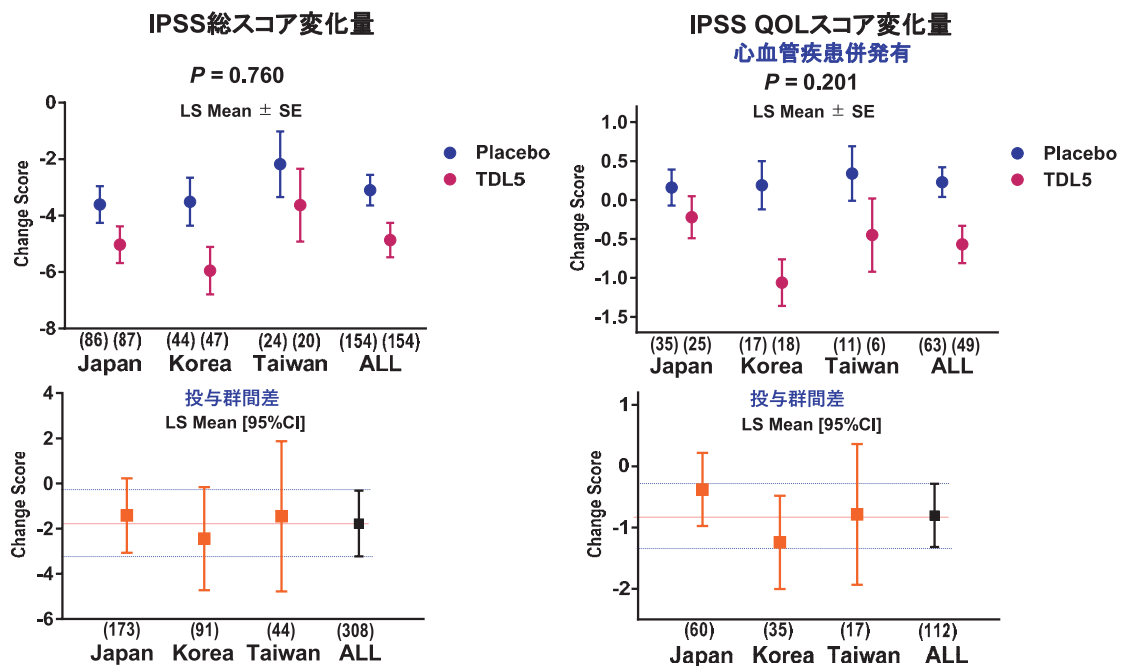 IPSS総スコア変化量
P = 0.760
LS Mean ± SE
Change Score
0
-2
-4
-6
-8
Placebo
TDL5
(86) (87) (44) (47) (24) (20) (154) (154)
Japan Korea Taiwan ALL
投与群間差
LS Mean [95%CI]
Change Score
4
2
0
-2
-4
-6
(173) (91) (44) (308)
Japan Korea Taiwan ALL
IPSS QOLスコア変化量
心血管疾患併発有
P = 0.201
LS Mean ± SE
Change Score
1.0
0.5
0.0
-0.5
-1.0
-1.5
Placebo
TDL5
(35) (25) (17) (18) (11) (6) (63) (49)
Japan Korea Taiwan ALL
投与群間差
LS Mean [95%CI]
Change Score
1
0
-1
-2
(60) (35) (17) (112)
Japan Korea Taiwan ALL